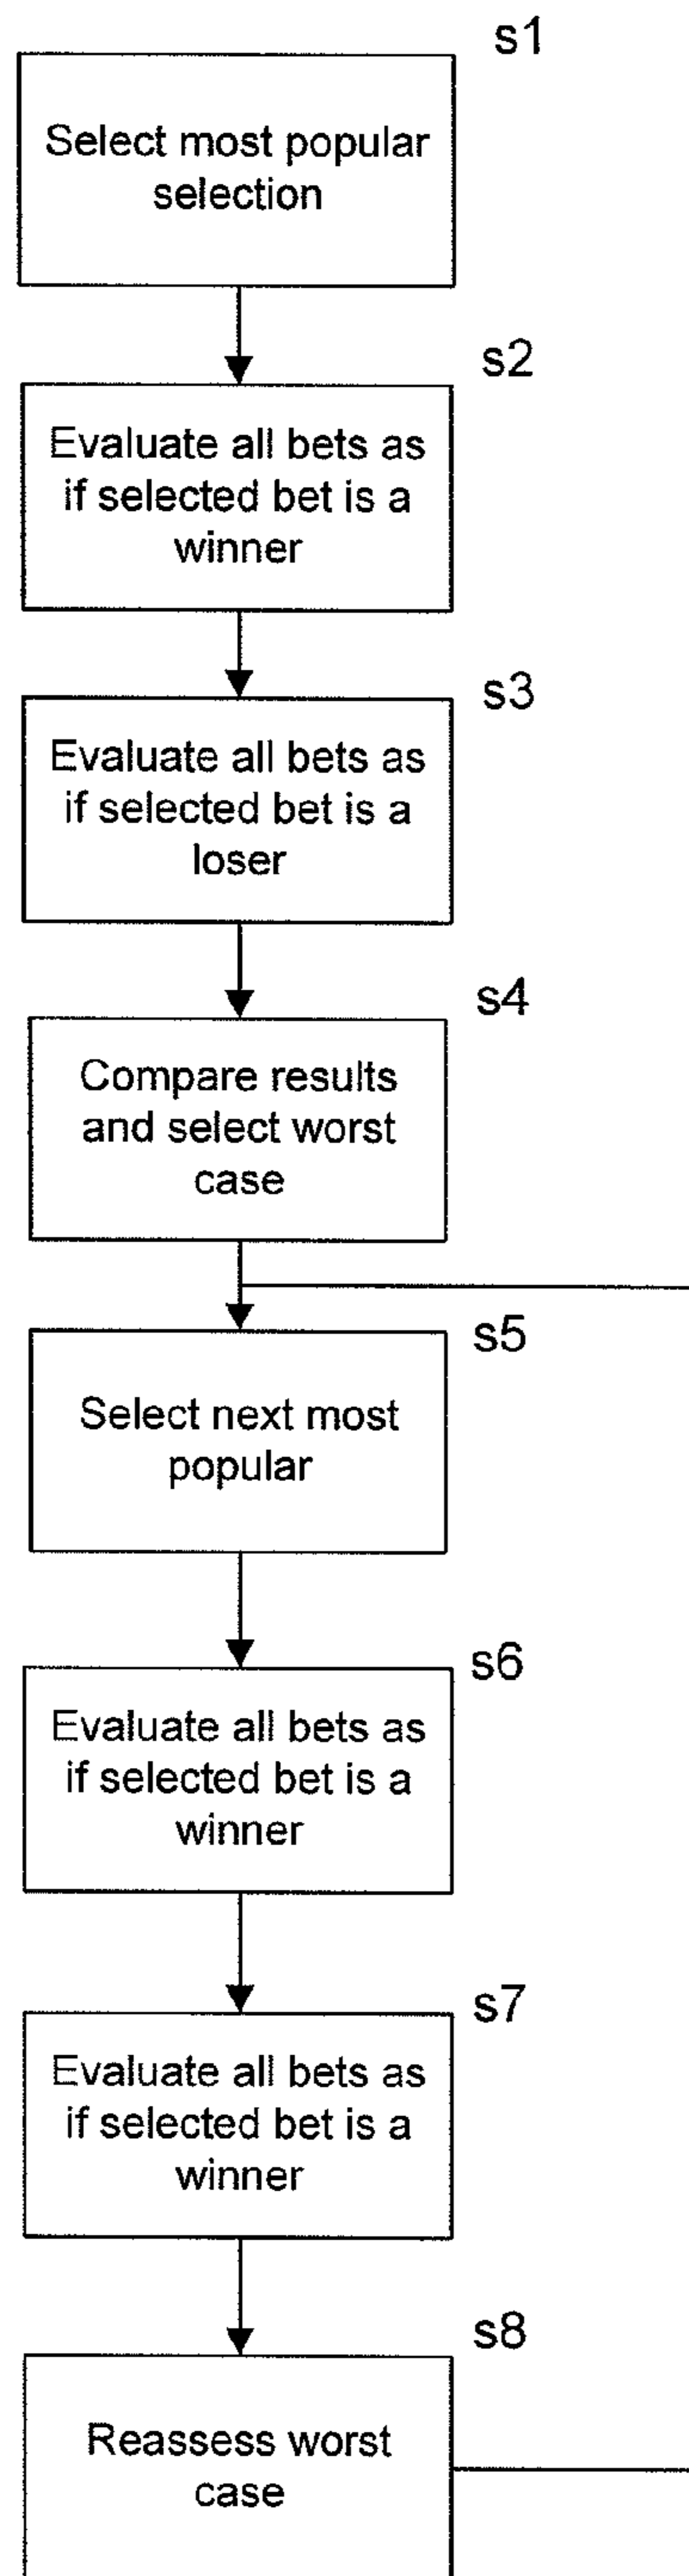 s1
Select most popular
selection
s2
Evaluate all bets as
if selected bet is a
winner
s3
Evaluate all bets as
if selected bet is a
loser
s4
Compare results
and select worst
case
s5
Select next most
popular
s6
Evaluate all bets as
if selected bet is a
winner
s7
Evaluate all bets as
if selected bet is a
winner
s8
Reassess worst
case